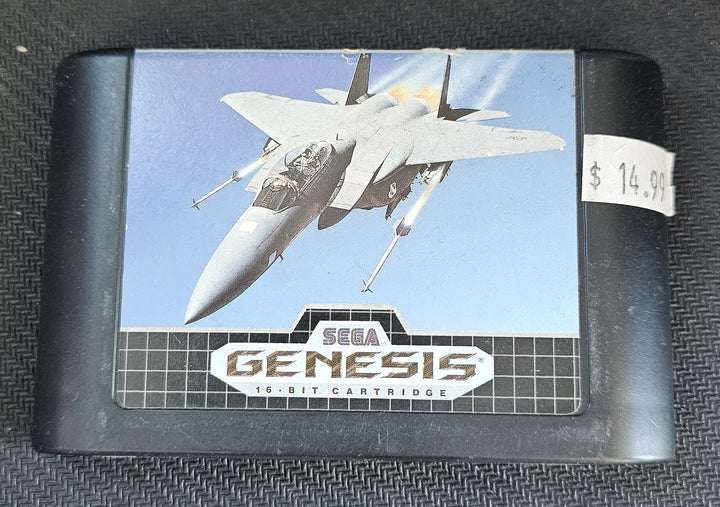 $ 14.99
SEGA
GENESIS®
16-BIT CARTRIDGE